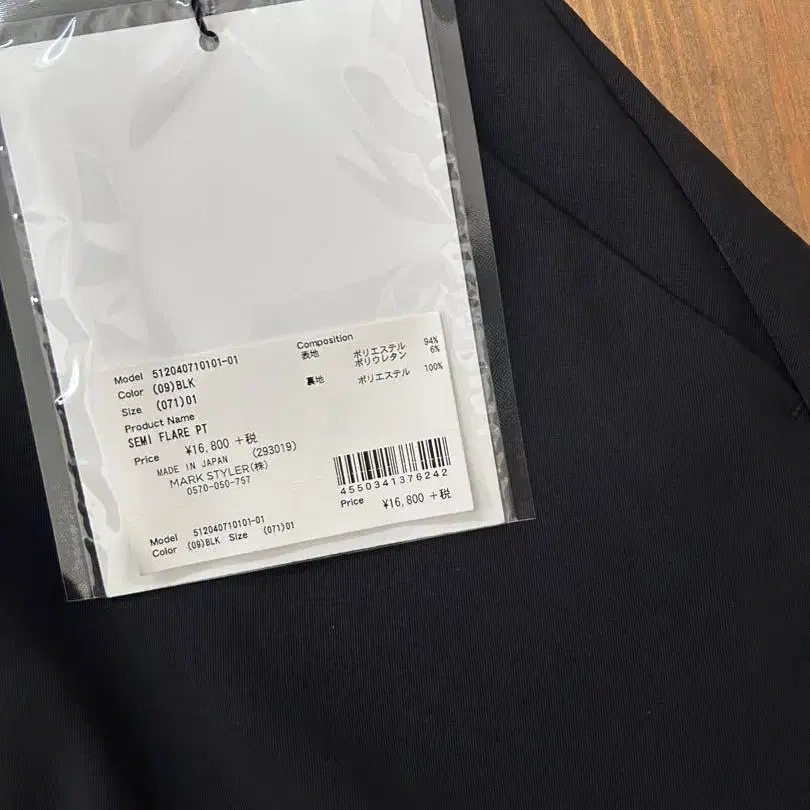 Model 512040710101-01
Color (09)BLK
Size (071)01
Product Name
SEMI FLARE PT
Price ¥16,800 +税
MADE IN JAPAN (293019)
MARK STYLER(株)
0570-050-757
Composition
表地 ポリエステル 94%
ポリウレタン 6%
裏地 ポリエステル 100%
4550341376242
Price ¥16,800 +税
Model 512040710101-01
Color (09)BLK Size (071)01